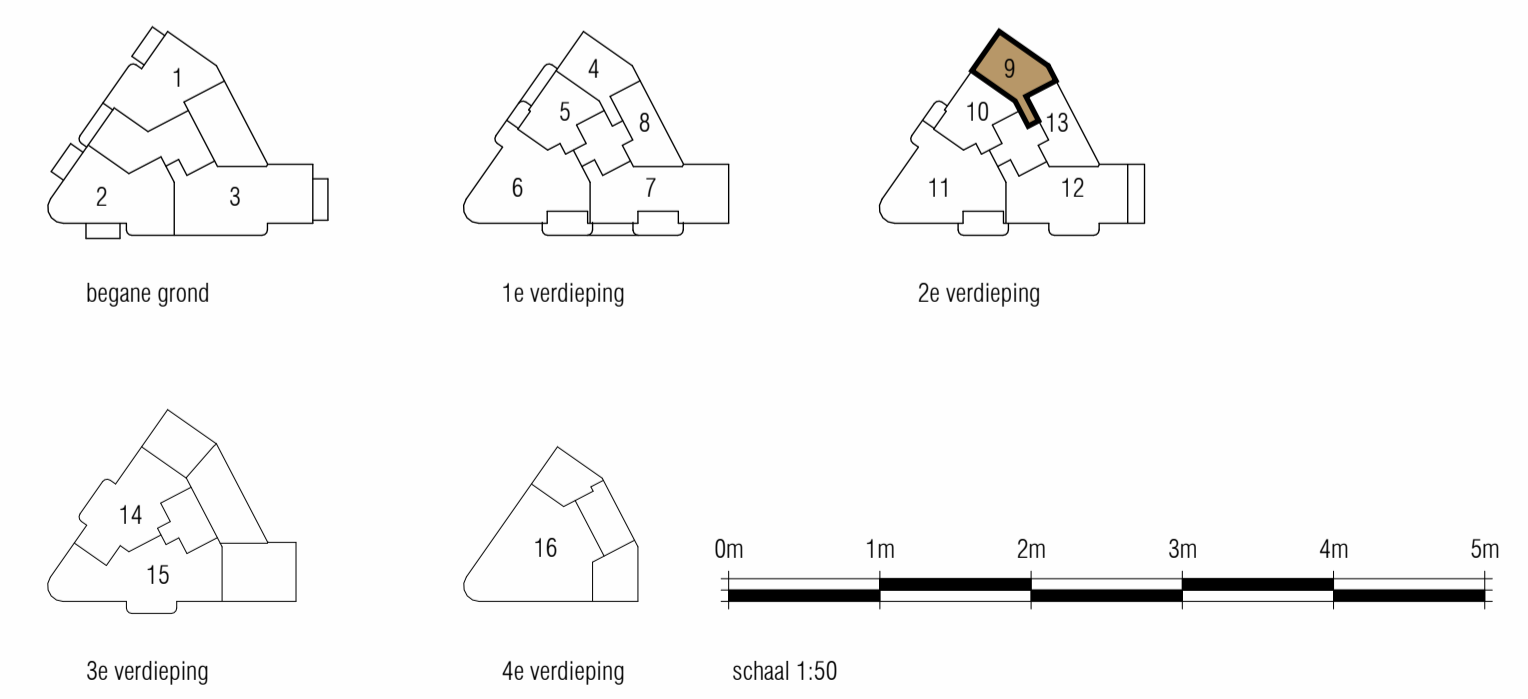 1
2
3
begane grond
4
5
8
6
7
1e verdieping
9
10
13
11
12
2e verdieping
14
15
3e verdieping
16
4e verdieping
0m 1m 2m 3m 4m 5m
schaal 1:50